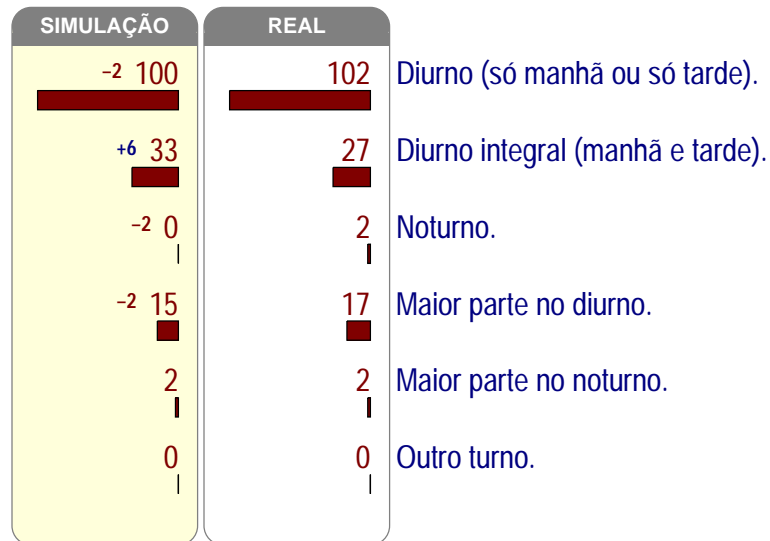 SIMULAÇÃO REAL
–2 100 102 Diurno (só manhã ou só tarde).
+6 33 27 Diurno integral (manhã e tarde).
–2 0 2 Noturno.
–2 15 17 Maior parte no diurno.
2 2 Maior parte no noturno.
0 0 Outro turno.